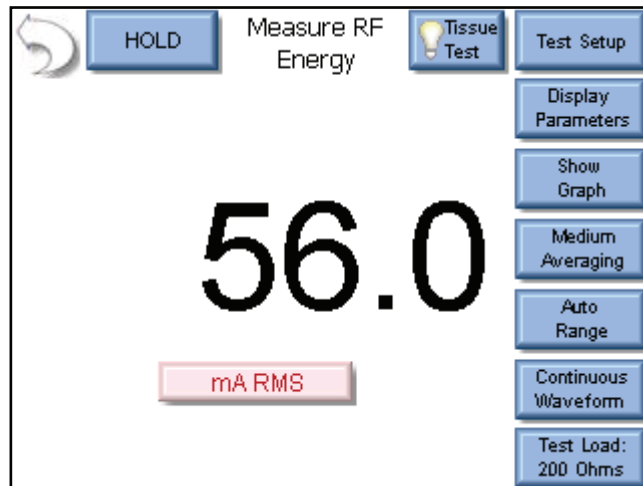 HOLD
Measure RF
Energy
Tissue
Test
Test Setup
Display
Parameters
Show
Graph
Medium
Averaging
56.0
Auto
Range
mA RMS
Continuous
Waveform
Test Load:
200 Ohms